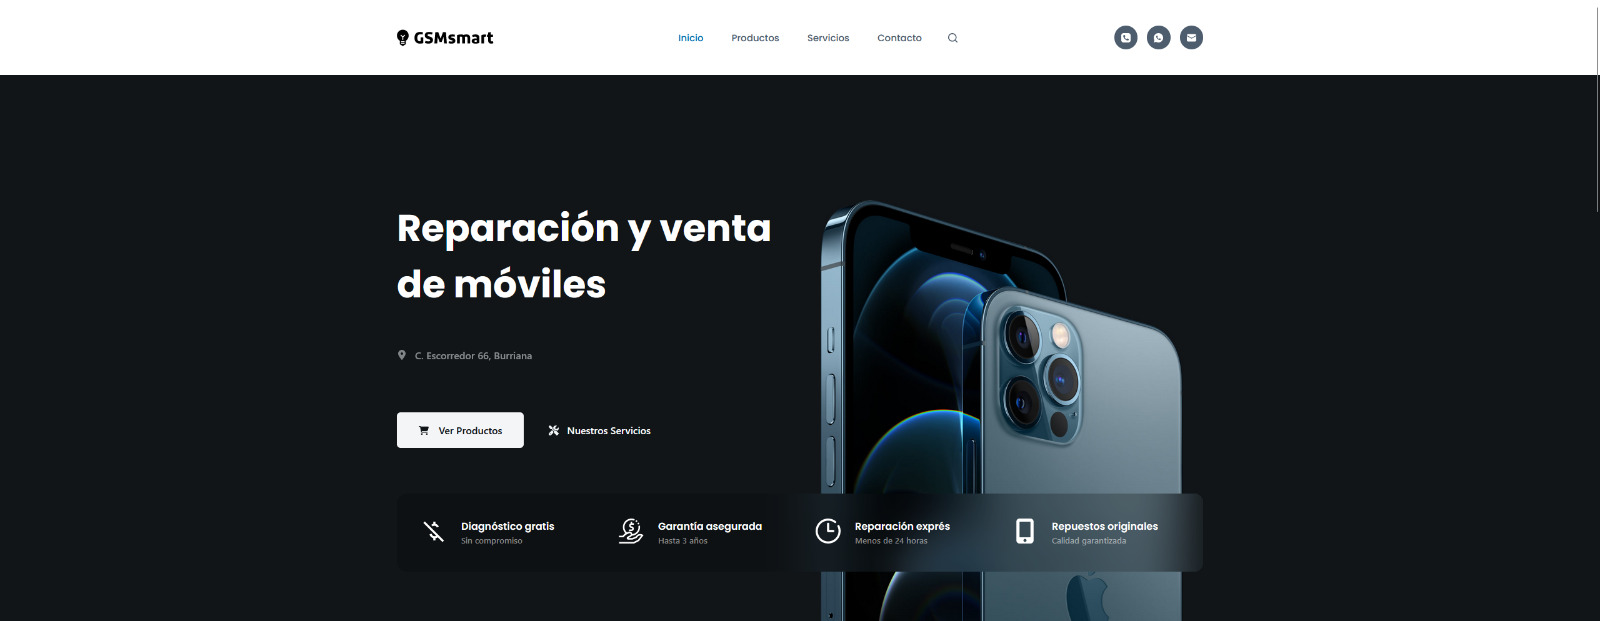 GSMsmart
Inicio
Productos
Servicios
Contacto
Reparación y venta
de móviles
C. Escorredor 66, Burriana
Ver Productos
Nuestros Servicios
Diagnóstico gratis
Sin compromiso
Garantía asegurada
Hasta 3 años
Reparación exprés
Menos de 24 horas
Repuestos originales
Calidad garantizada